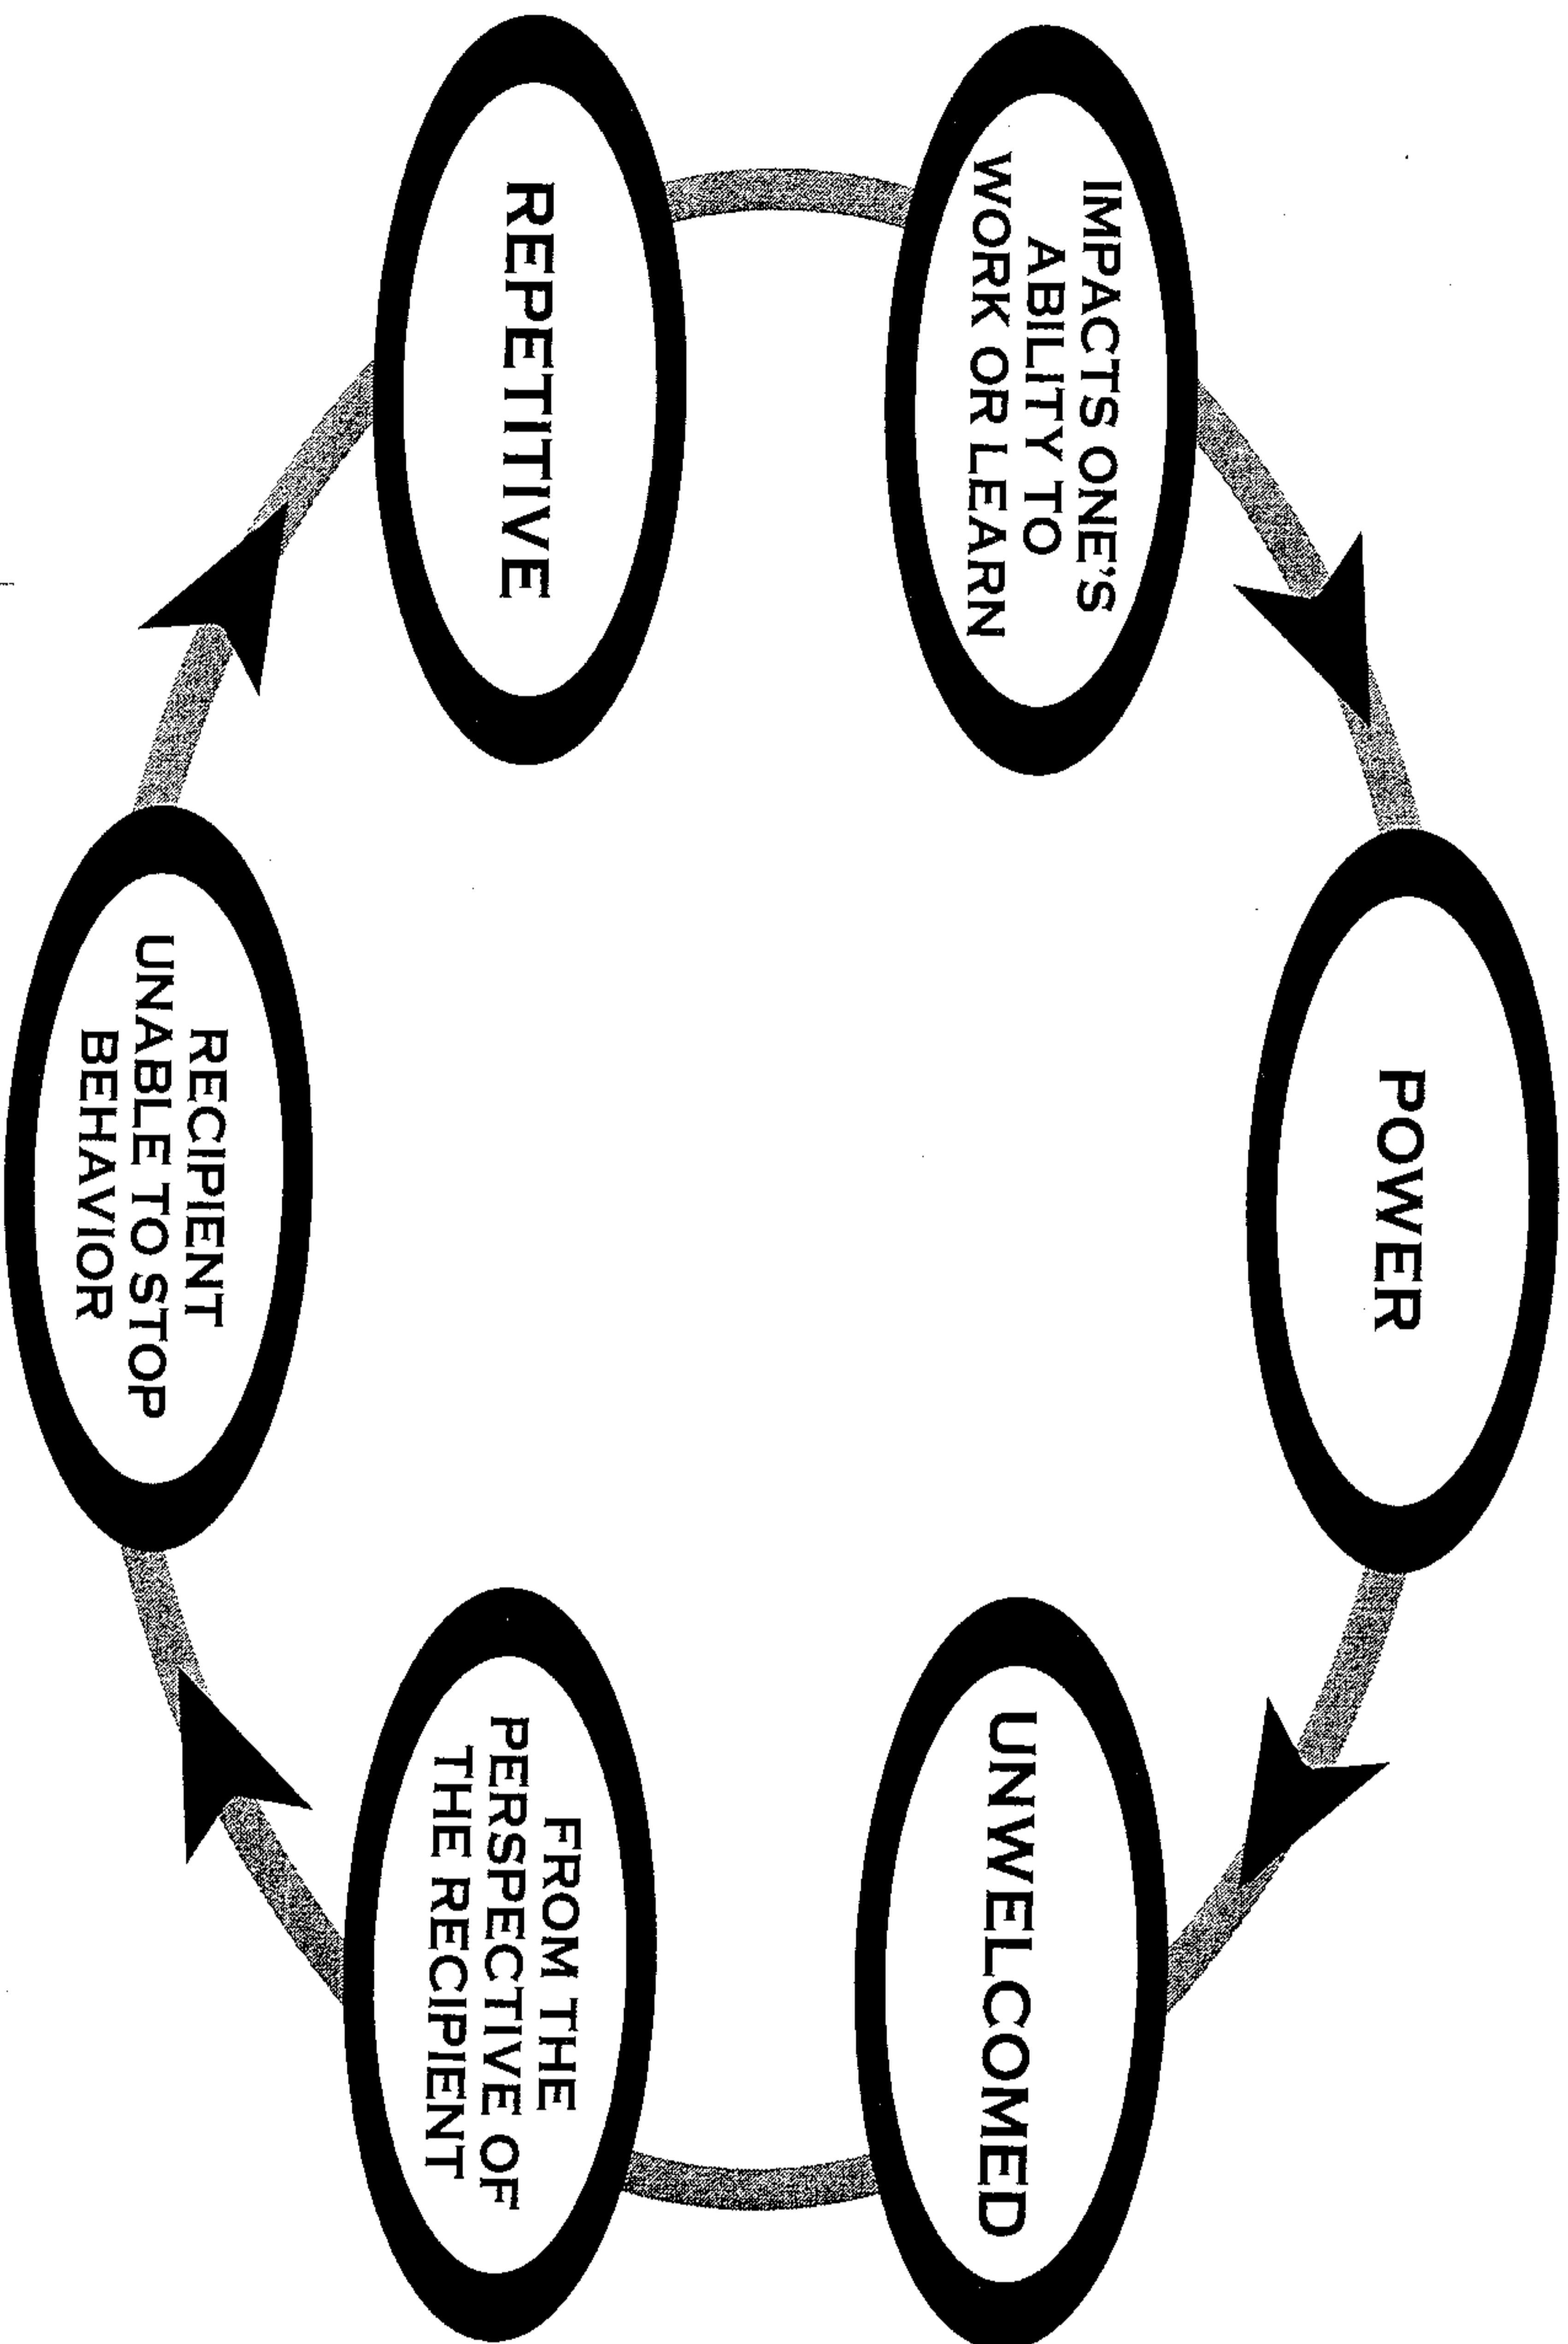 POWER
UNWELCOMED
FROM THE
PERSPECTIVE OF
THE RECIPIENT
RECIPIENT
UNABLE TO STOP
BEHAVIOR
REPETITIVE
IMPACTS ONE'S
ABILITY TO
WORK OR LEARN